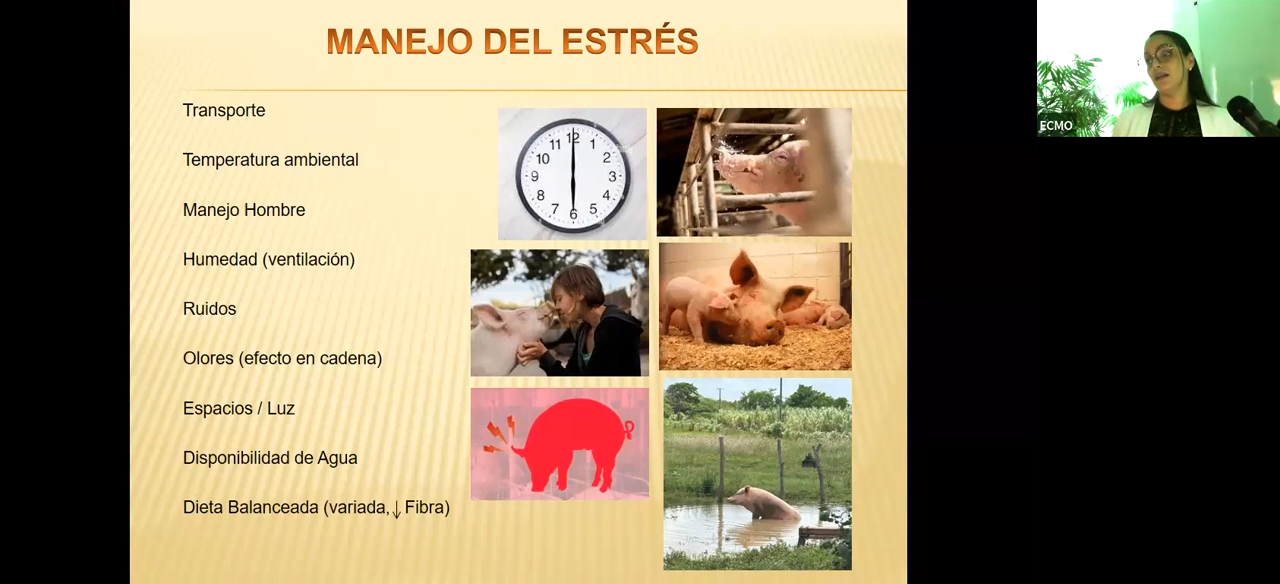 MANEJO DEL ESTRÉS
Transporte
Temperatura ambiental
Manejo Hombre
Humedad (ventilación)
Ruidos
Olores (efecto en cadena)
Espacios / Luz
Disponibilidad de Agua
Dieta Balanceada (variada,↓ Fibra)
12
1
2
3
4
5
6
7
8
9
10
11
ECMO